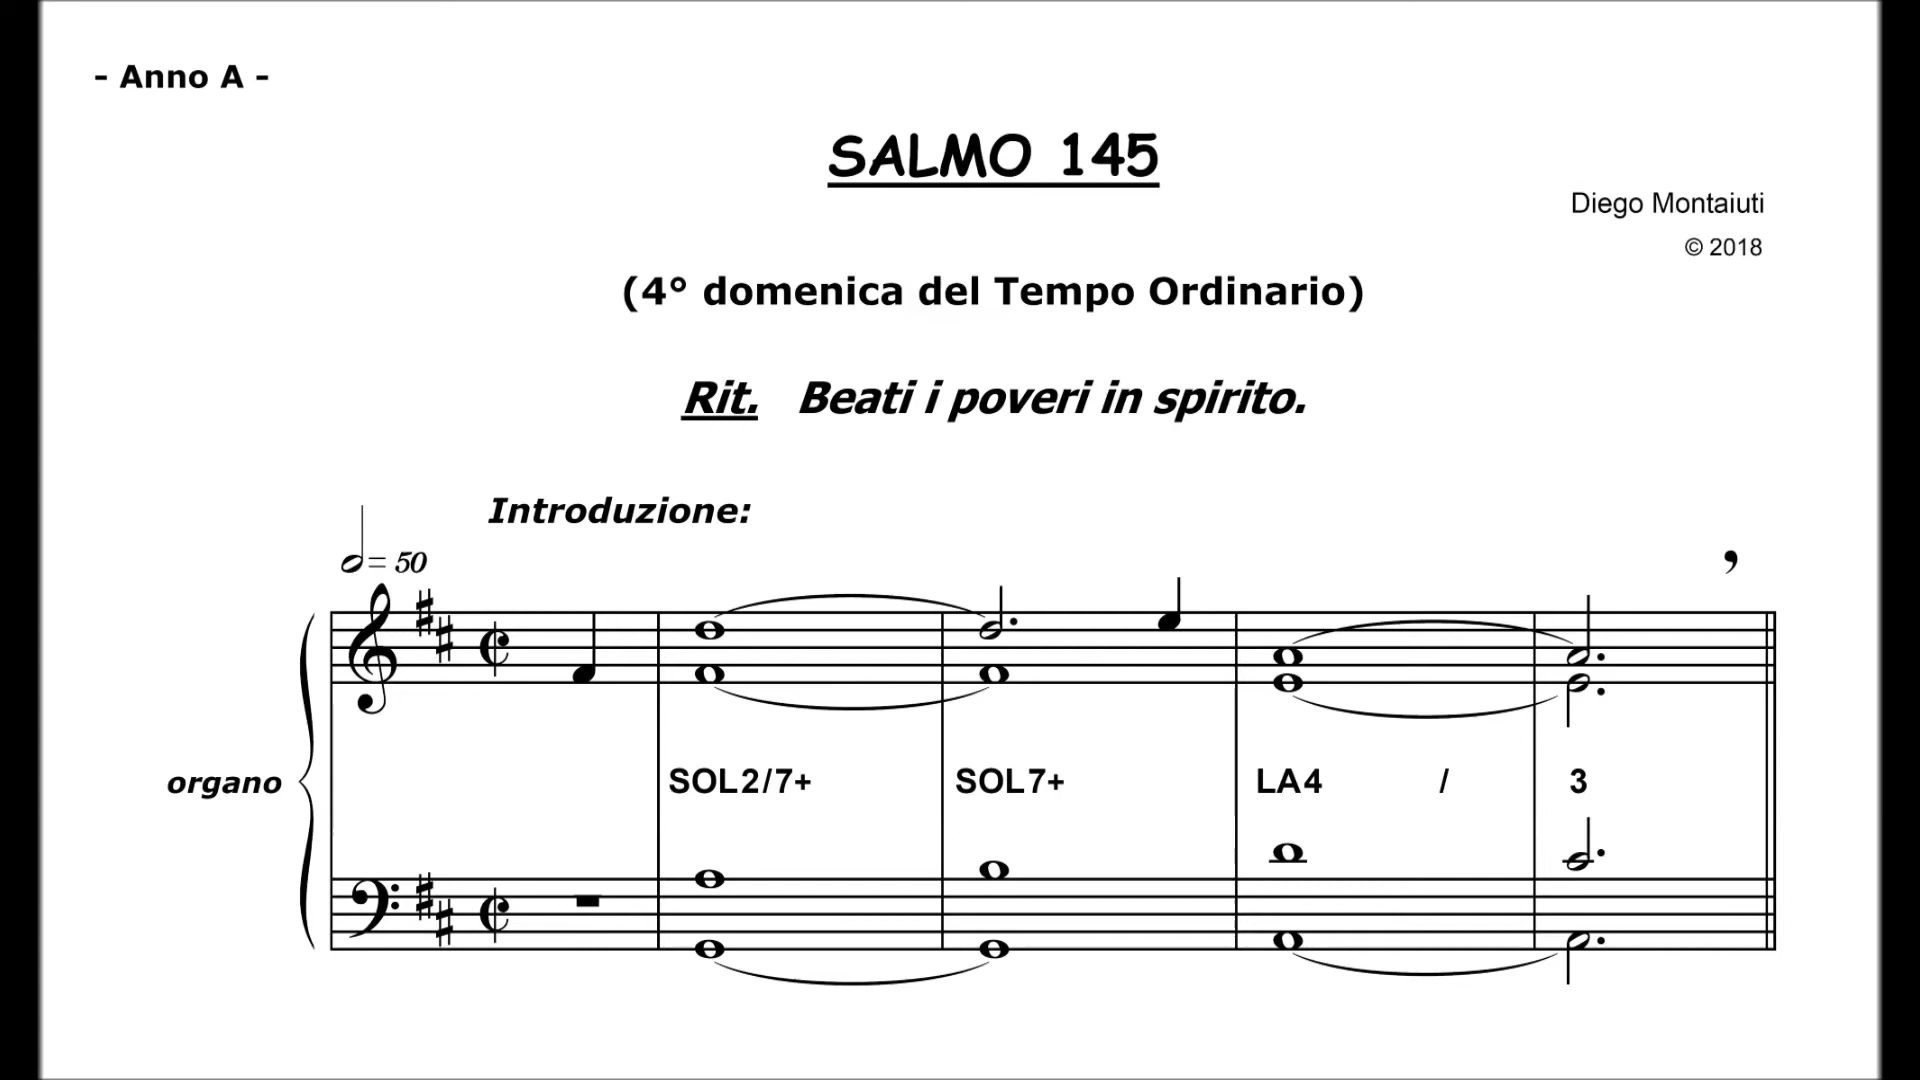 - Anno A -
SALMO 145
Diego Montaiuti
© 2018
(4° domenica del Tempo Ordinario)
Rit. Beati i poveri in spirito.
Introduzione:
= 50
organo
SOL2/7+ SOL7+ LA4 / 3